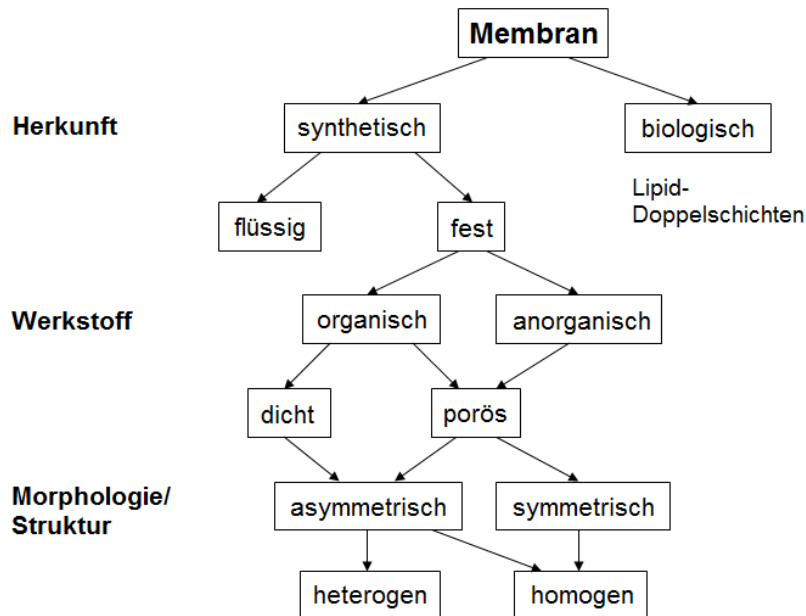 Membran
Herkunft
synthetisch
biologisch
Lipid-
Doppelschichten
flüssig
fest
Werkstoff
organisch
anorganisch
dicht
porös
Morphologie/
Struktur
asymmetrisch
symmetrisch
heterogen
homogen